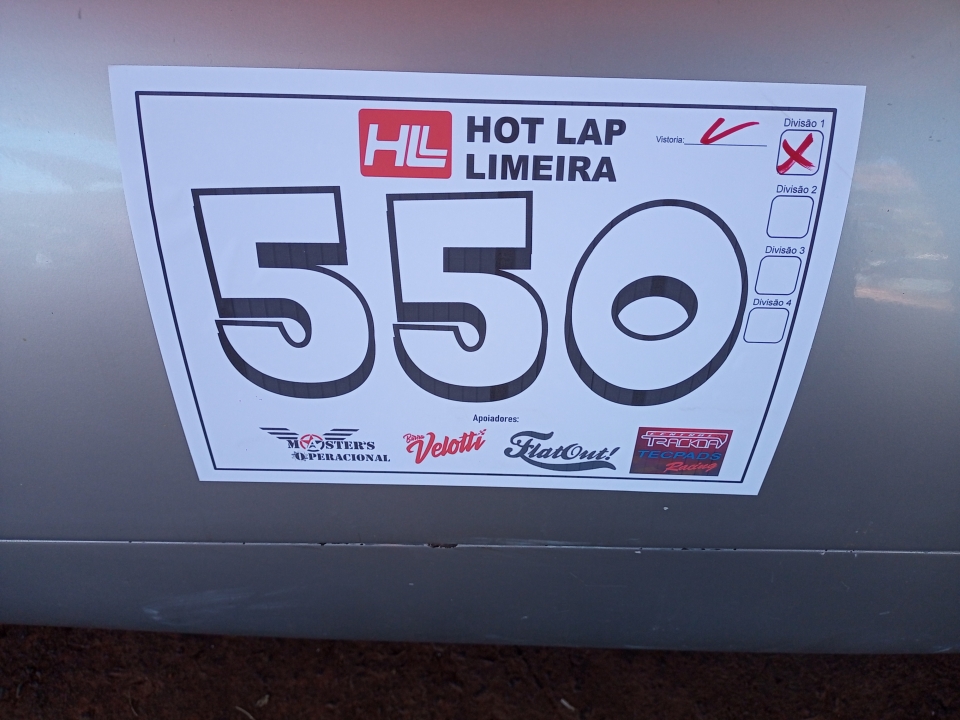 HLL HOT LAP
LIMEIRA
Vistoria:
Divisão 1
Divisão 2
Divisão 3
Divisão 4
550
Apoiadores:
MASTER'S
OPERACIONAL
Velotti
FlatOut!
TRACKDAY
TECPADS
Racing